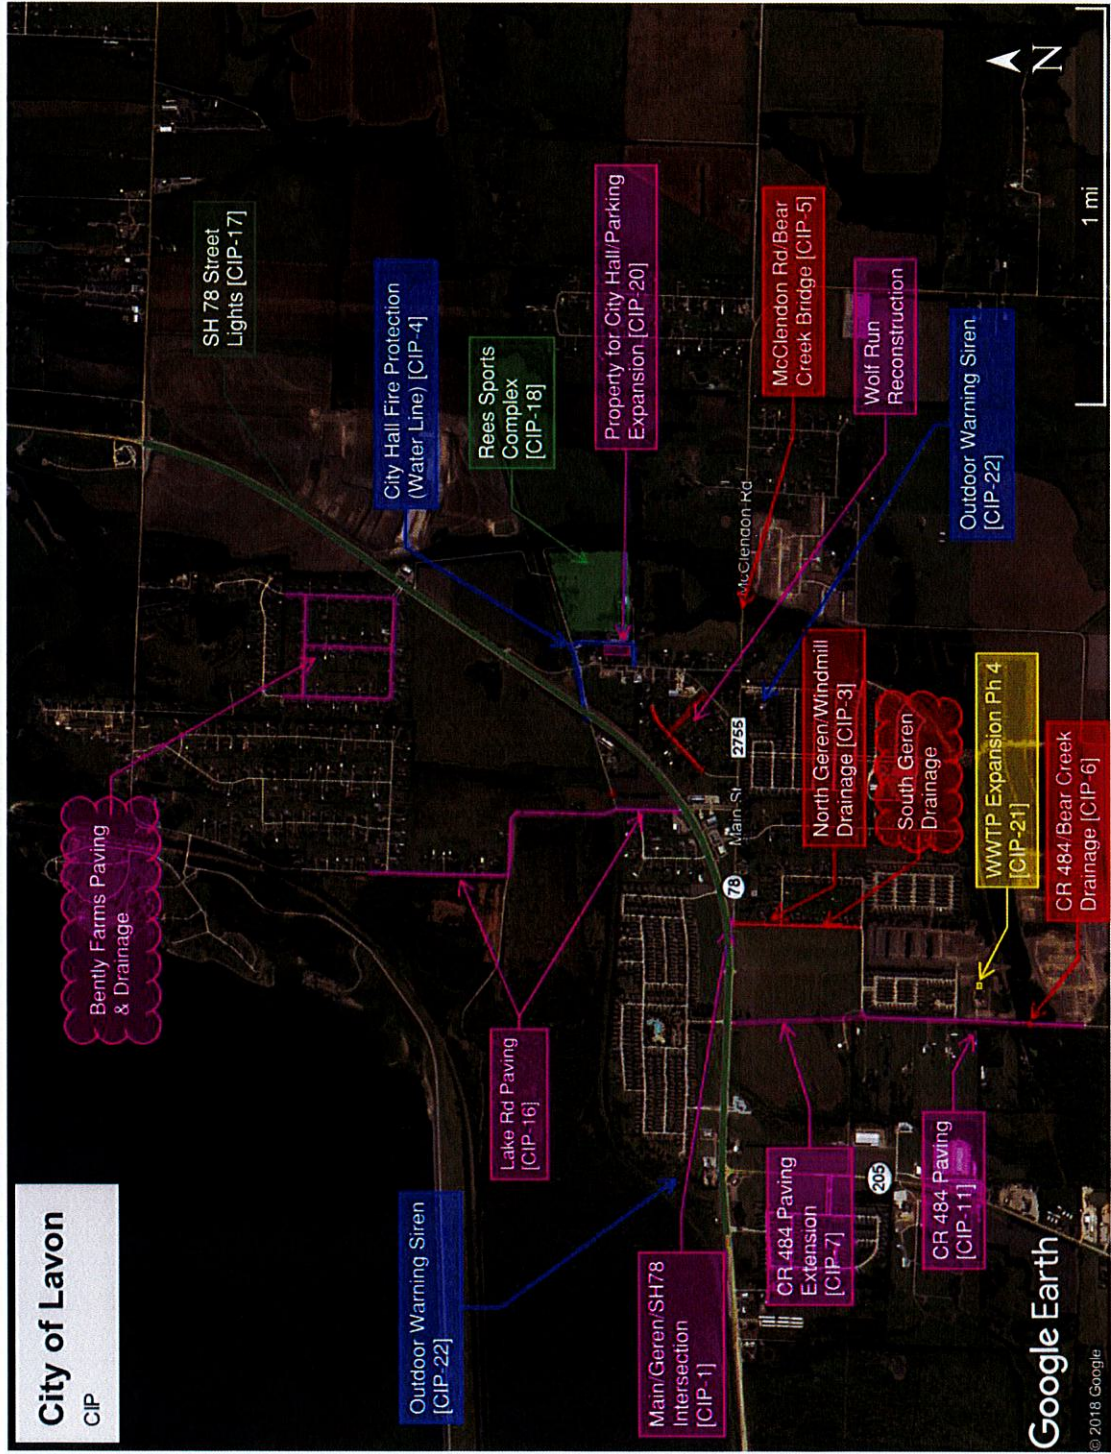 City of Lavon
CIP
Bently Farms Paving
& Drainage
SH 78 Street
Lights [CIP-17]
City Hall Fire Protection
(Water Line) [CIP-4]
Outdoor Warning Siren
[CIP-22]
Lake Rd Paving
[CIP-16]
Rees Sports
Complex
[CIP-18]
Property for City Hall/Parking
Expansion [CIP-20]
Main/Geren/SH78
Intersection
[CIP-1]
78
Main St
2755
McClendon Rd
McClendon Rd/Bear
Creek Bridge [CIP-5]
CR 484 Paving
Extension
[CIP-7]
North Geren/Windmill
Drainage [CIP-3]
Wolf Run
Reconstruction
205
South Geren
Drainage
CR 484 Paving
[CIP-11]
WWTP Expansion Ph 4
[CIP-21]
Outdoor Warning Siren
[CIP-22]
CR 484/Bear Creek
Drainage [CIP-6]
N
1 mi
Google Earth
© 2018 Google